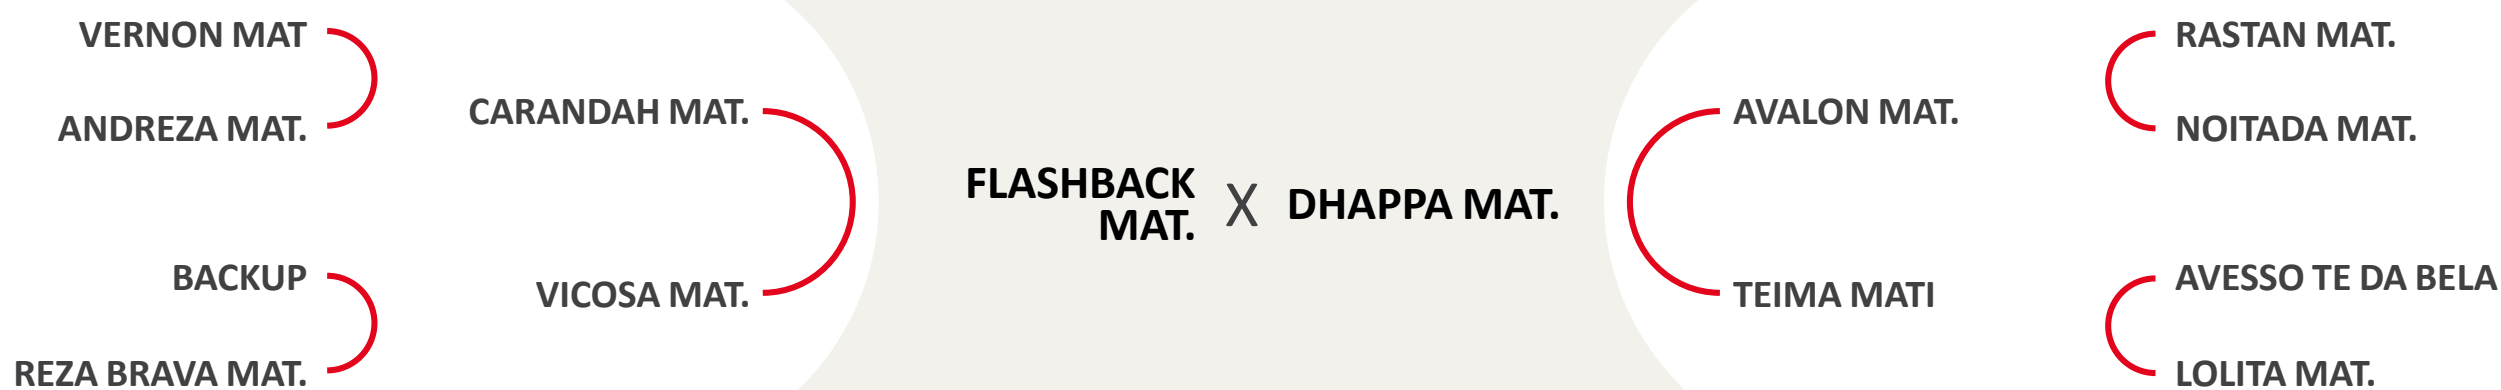 VERNON MAT
ANDREZA MAT.
BACKUP
REZA BRAVA MAT.
CARANDAH MAT.
VICOSA MAT.
FLASHBACK
MAT.
X
DHAPPA MAT.
AVALON MAT.
TEIMA MATI
RASTAN MAT.
NOITADA MAT.
AVESSO TE DA BELA
LOLITA MAT.